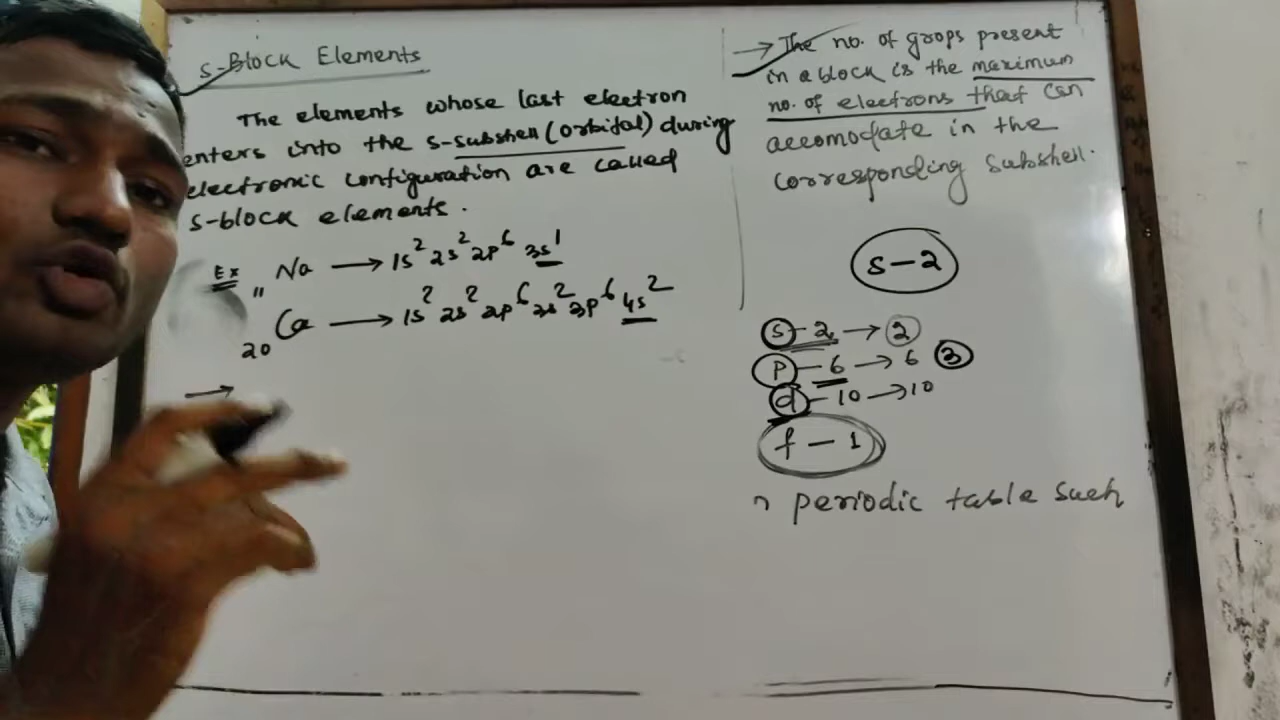 s-Block Elements
The elements whose last electron
enters into the s-subshell (orbital) during
electronic configuration are called
s-block elements.
Ex 11 Na → 1s² 2s² 2p⁶ 3s¹
20 Ca → 1s² 2s² 2p⁶ 3s² 3p⁶ 4s²
→
→ The no. of grops present
in a block is the maximum
no. of electrons that can
accomodate in the
corresponding subshell.
s-2
s-2 → 2
p-6 → 6 3
d-10 → 10
f-1
periodic table such